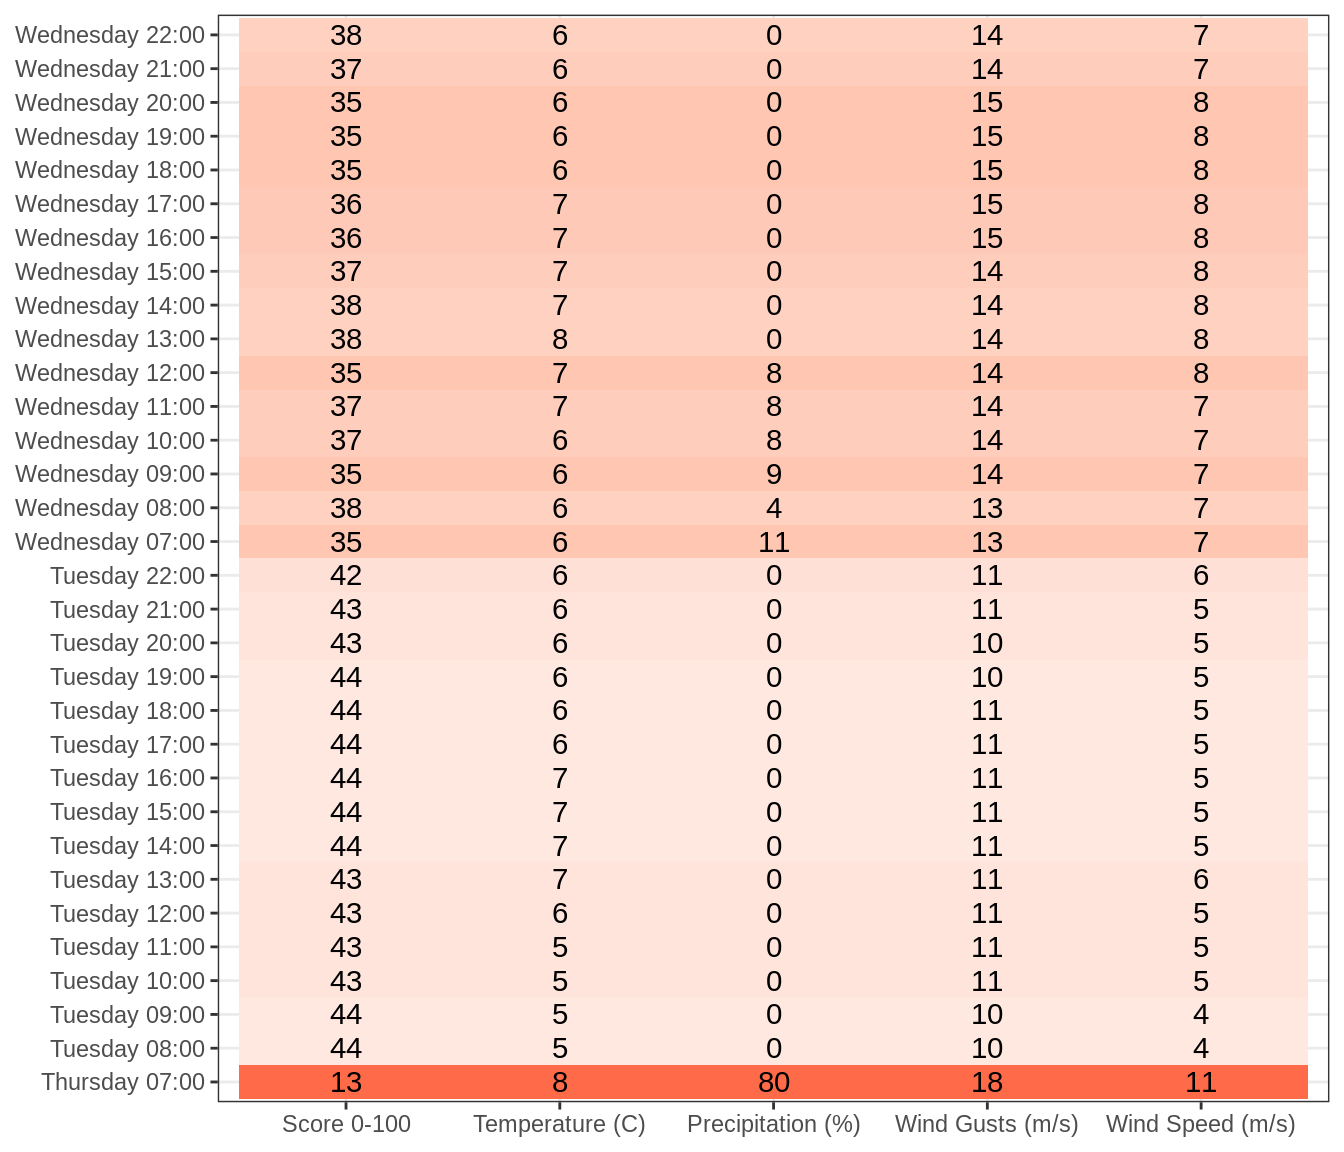 Wednesday 22:00 38 6 0 14 7
Wednesday 21:00 37 6 0 14 7
Wednesday 20:00 35 6 0 15 8
Wednesday 19:00 35 6 0 15 8
Wednesday 18:00 35 6 0 15 8
Wednesday 17:00 36 7 0 15 8
Wednesday 16:00 36 7 0 15 8
Wednesday 15:00 37 7 0 14 8
Wednesday 14:00 38 7 0 14 8
Wednesday 13:00 38 8 0 14 8
Wednesday 12:00 35 7 8 14 8
Wednesday 11:00 37 7 8 14 7
Wednesday 10:00 37 6 8 14 7
Wednesday 09:00 35 6 9 14 7
Wednesday 08:00 38 6 4 13 7
Wednesday 07:00 35 6 11 13 7
Tuesday 22:00 42 6 0 11 6
Tuesday 21:00 43 6 0 11 5
Tuesday 20:00 43 6 0 10 5
Tuesday 19:00 44 6 0 10 5
Tuesday 18:00 44 6 0 11 5
Tuesday 17:00 44 6 0 11 5
Tuesday 16:00 44 7 0 11 5
Tuesday 15:00 44 7 0 11 5
Tuesday 14:00 44 7 0 11 5
Tuesday 13:00 43 7 0 11 6
Tuesday 12:00 43 6 0 11 5
Tuesday 11:00 43 5 0 11 5
Tuesday 10:00 43 5 0 11 5
Tuesday 09:00 44 5 0 10 4
Tuesday 08:00 44 5 0 10 4
Thursday 07:00 13 8 80 18 11
Score 0-100 Temperature (C) Precipitation (%) Wind Gusts (m/s) Wind Speed (m/s)